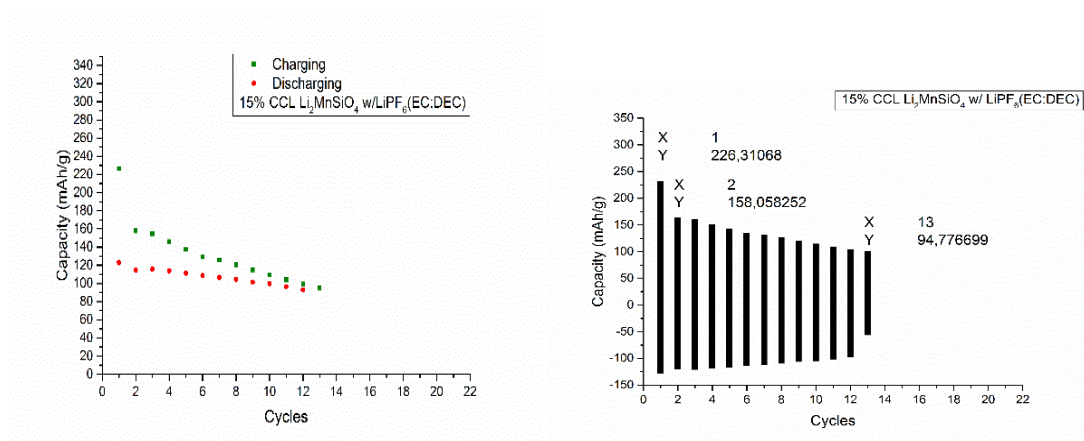 Charging
Discharging
15% CCL Li₂MnSiO₄ w/LiPF₆(EC:DEC)
Capacity (mAh/g)
340
320
300
280
260
240
220
200
180
160
140
120
100
80
60
40
20
0
0 2 4 6 8 10 12 14 16 18 20 22
Cycles
15% CCL Li₂MnSiO₄ w/ LiPF₆(EC:DEC)
Capacity (mAh/g)
350
300
250
200
150
100
50
0
-50
-100
-150
X 1
Y 226,31068
X 2
Y 158,058252
X 13
Y 94,776699
0 2 4 6 8 10 12 14 16 18 20 22
Cycles